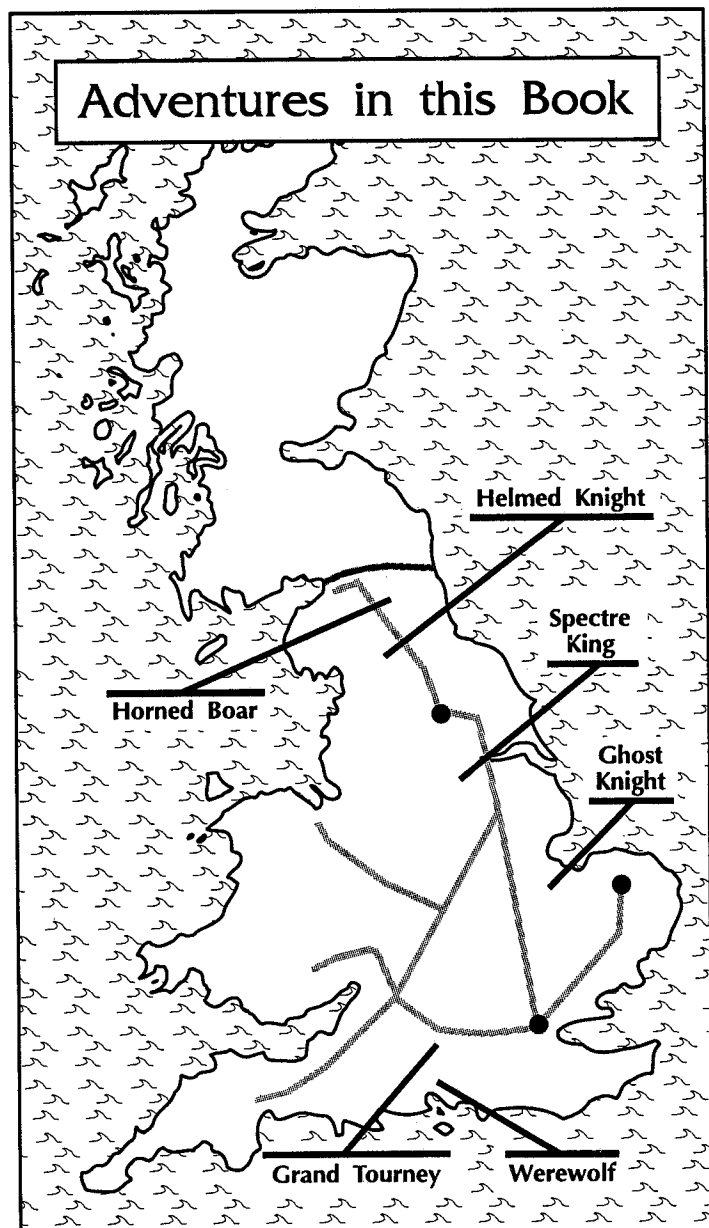 Adventures in this Book
Helmed Knight
Spectre
King
Horned Boar
Ghost
Knight
Grand Tourney
Werewolf